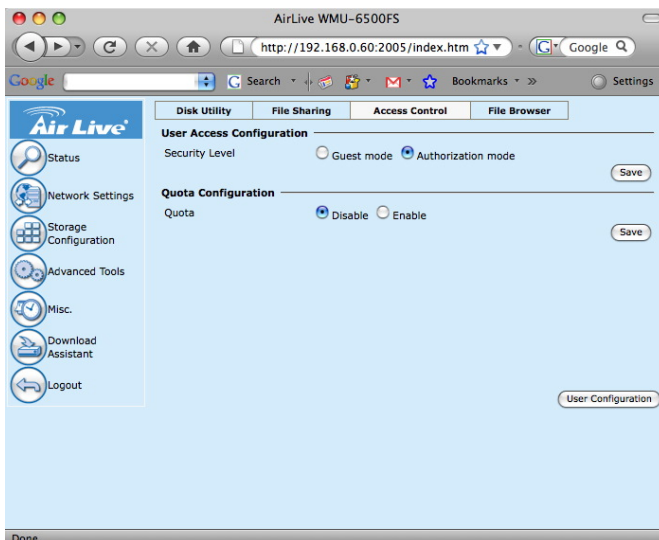 AirLive WMU-6500FS
http://192.168.0.60:2005/index.htm
G
Google
Google
G Search
Bookmarks
»
Settings
Air Live
Disk Utility
File Sharing
Access Control
File Browser
User Access Configuration
Security Level
Guest mode
Authorization mode
Save
Quota Configuration
Quota
Disable
Enable
Save
Status
Network Settings
Storage
Configuration
Advanced Tools
Misc.
Download
Assistant
Logout
User Configuration
Done